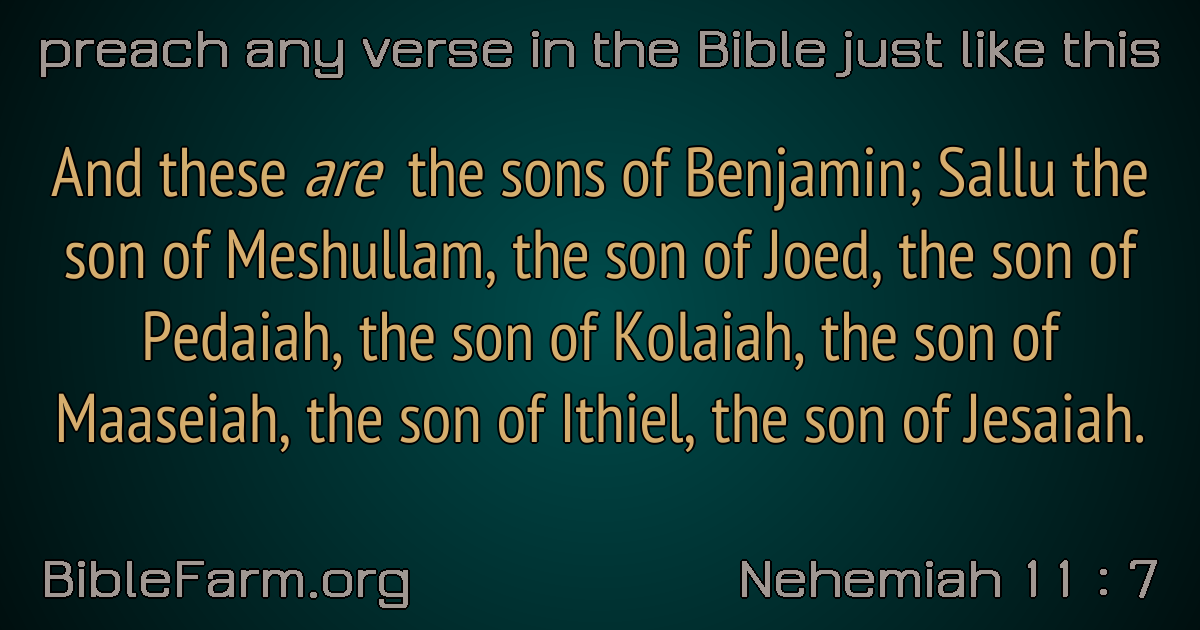 preach any verse in the Bible just like this
And these are the sons of Benjamin; Sallu the
son of Meshullam, the son of Joed, the son of
Pedaiah, the son of Kolaiah, the son of
Maaseiah, the son of Ithiel, the son of Jesaiah.
BibleFarm.org
Nehemiah 11 : 7